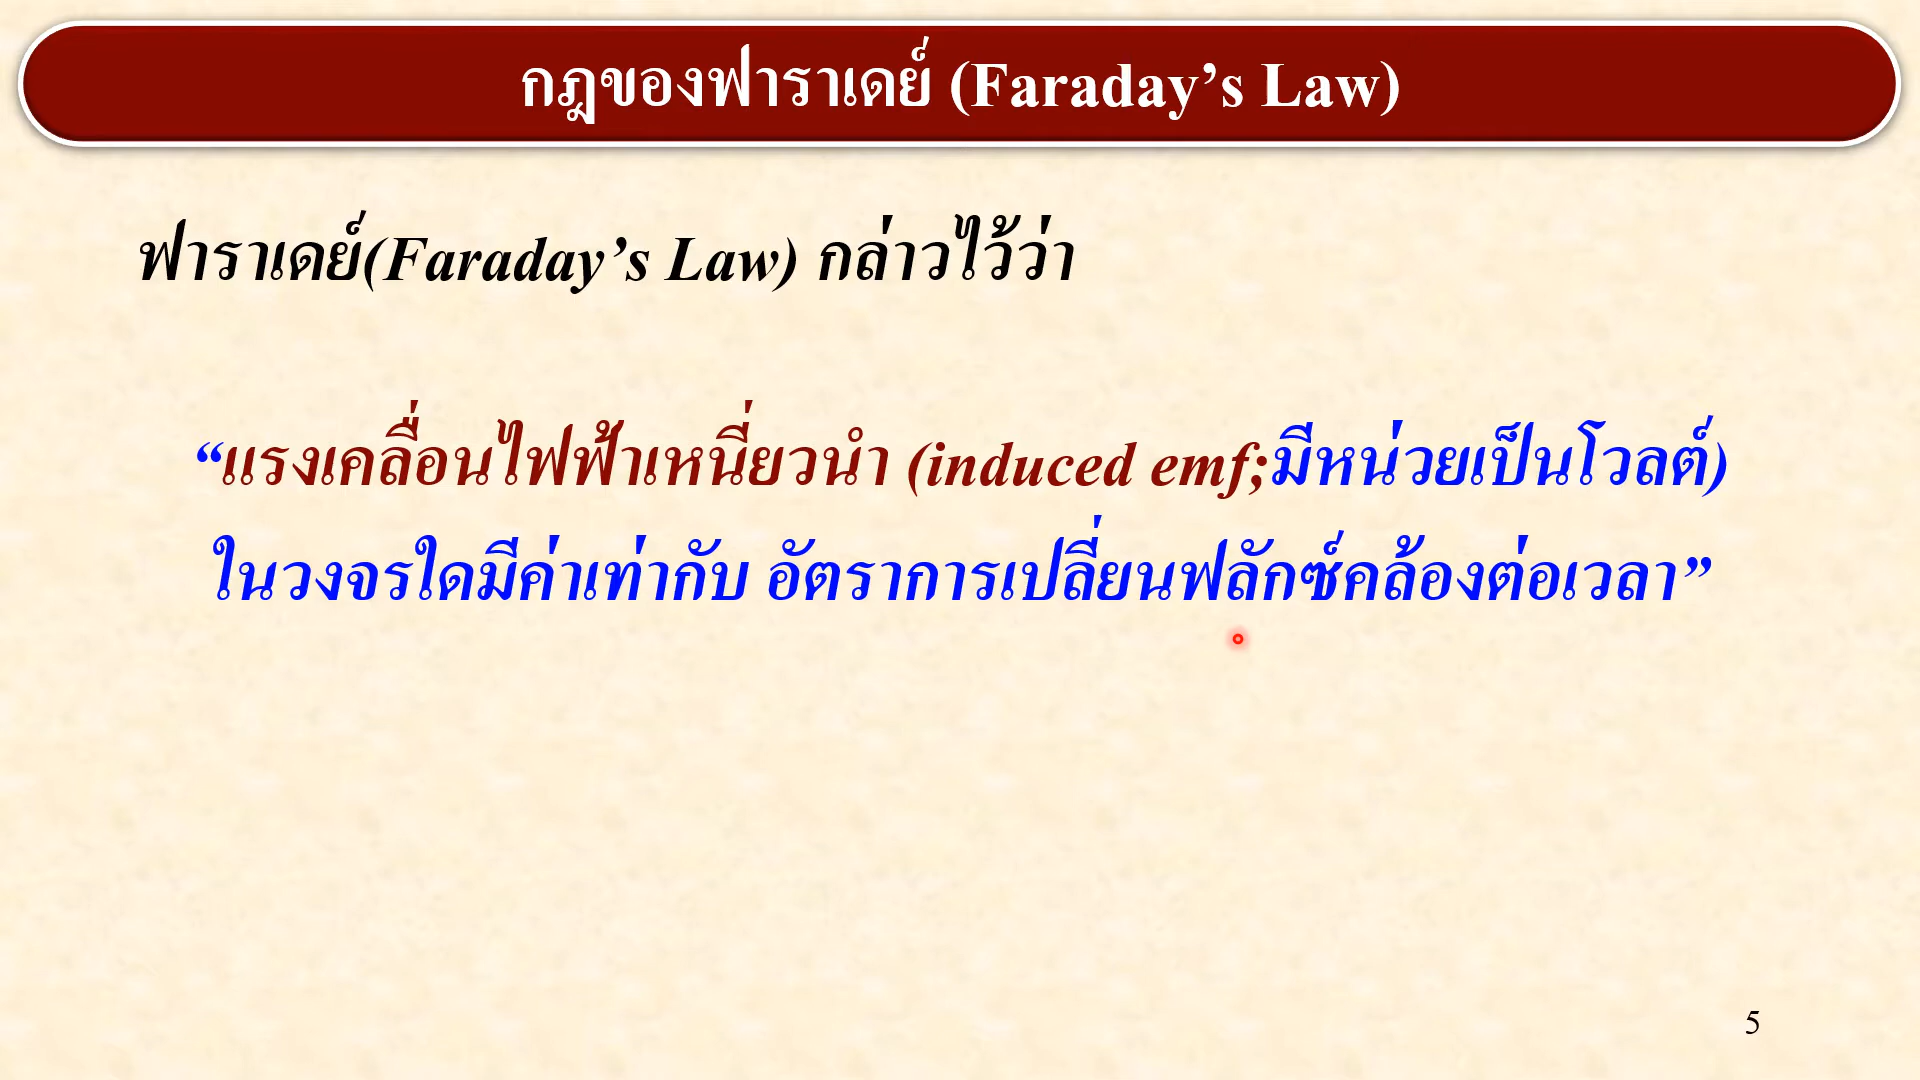 กฎของฟาราเดย์ (Faraday’s Law)
ฟาราเดย์(Faraday’s Law) กล่าวไว้ว่า
“แรงเคลื่อนไฟฟ้าเหนี่ยวนำ (induced emf;มีหน่วยเป็นโวลต์)
ในวงจรใดมีค่าเท่ากับ อัตราการเปลี่ยนฟลักซ์คล้องต่อเวลา”
5